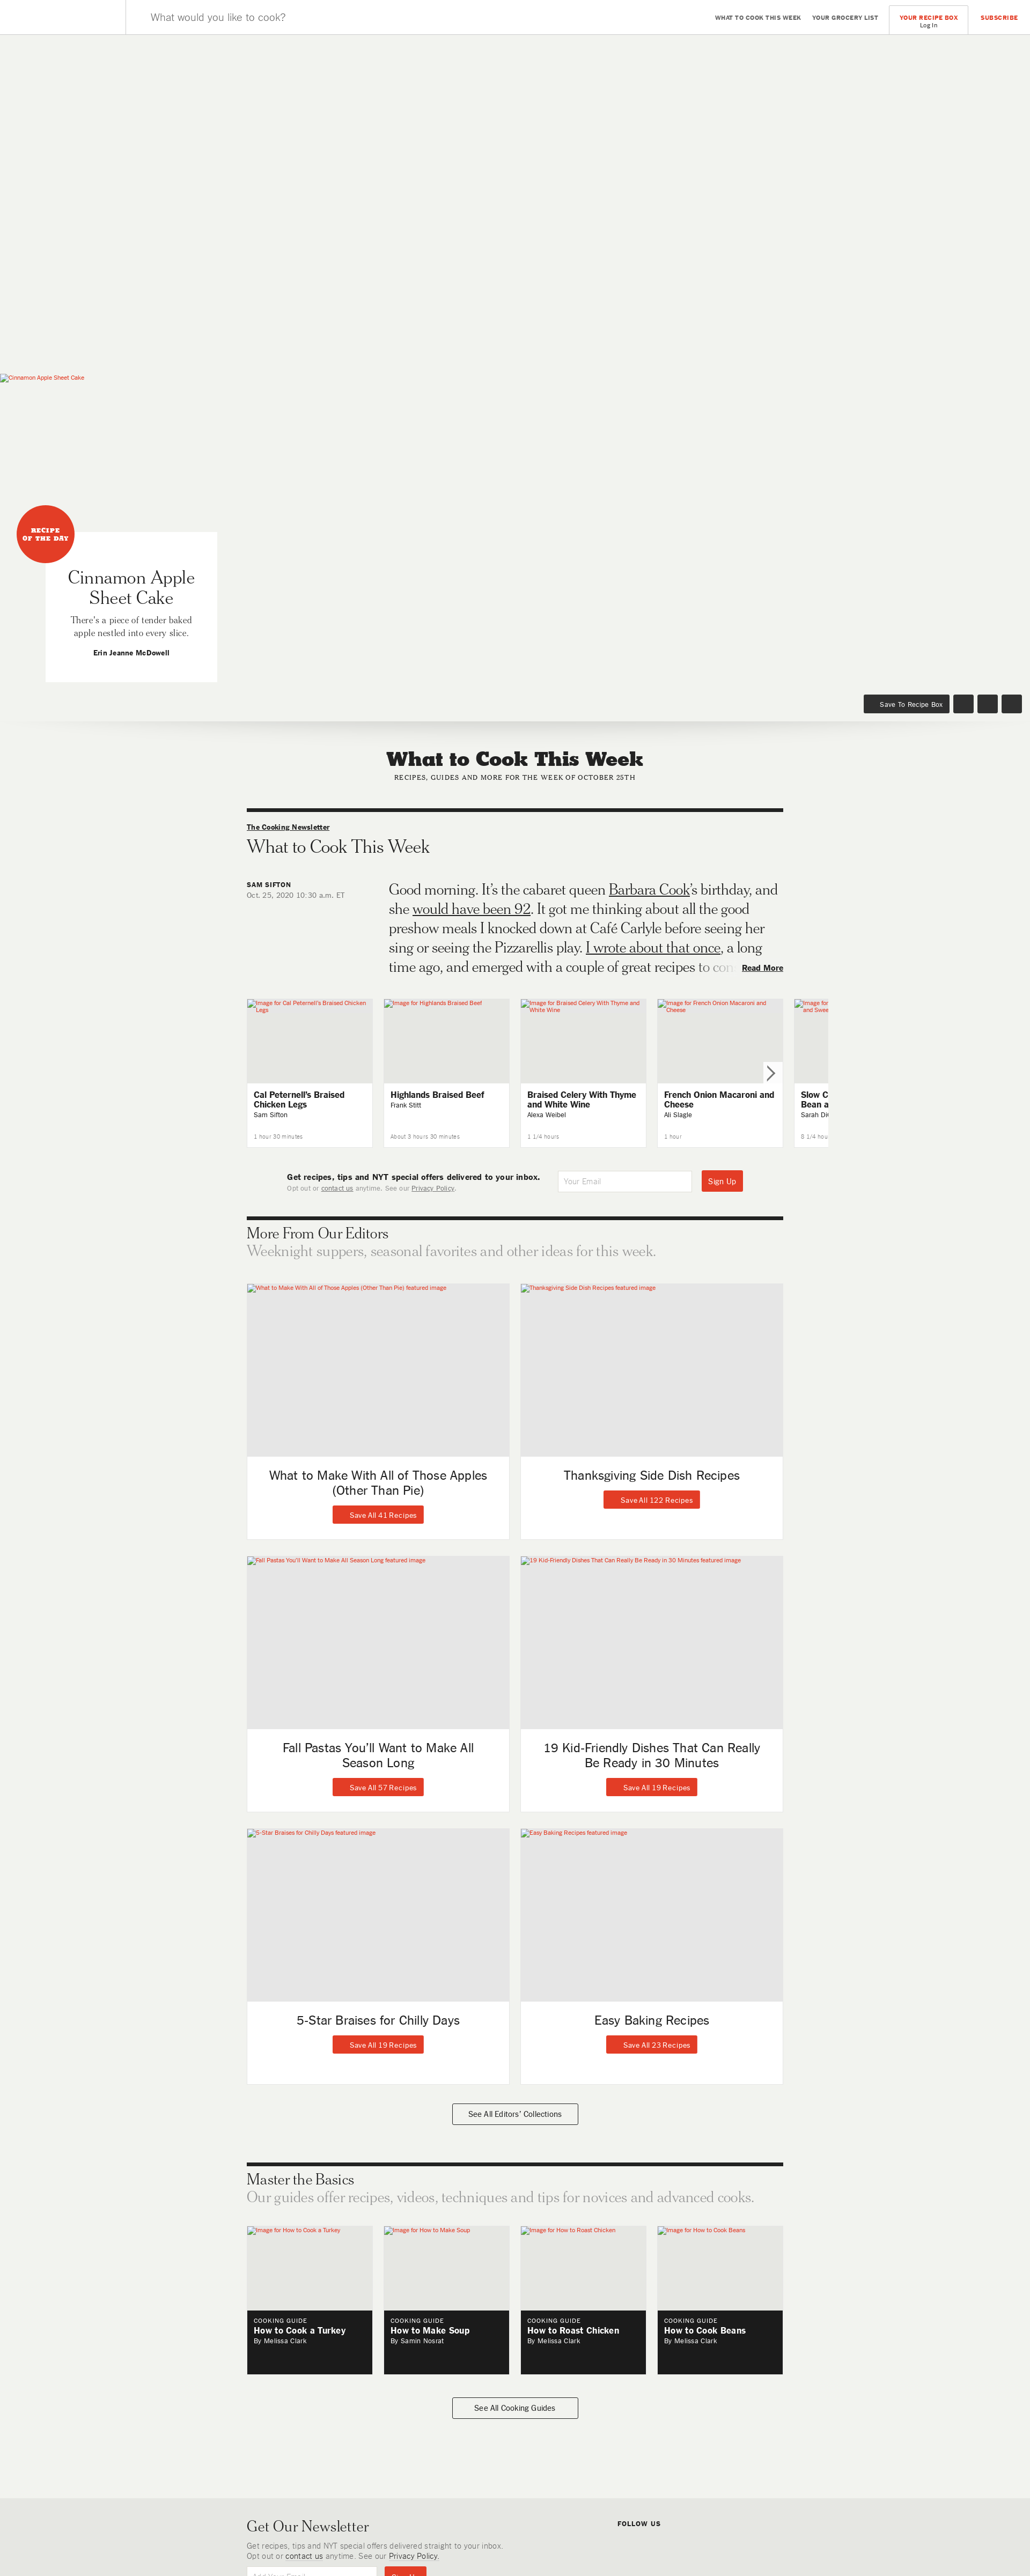 What would you like to cook?
WHAT TO COOK THIS WEEK
YOUR GROCERY LIST
YOUR RECIPE BOX
Log In
SUBSCRIBE
Cinnamon Apple Sheet Cake
RECIPE
OF THE DAY
Cinnamon Apple
Sheet Cake
There's a piece of tender baked
apple nestled into every slice.
Erin Jeanne McDowell
Save To Recipe Box
What to Cook This Week
RECIPES, GUIDES AND MORE FOR THE WEEK OF OCTOBER 25TH
The Cooking Newsletter
What to Cook This Week
SAM SIFTON
Oct. 25, 2020 10:30 a.m. ET
Good morning. It's the cabaret queen Barbara Cook's birthday, and
she would have been 92. It got me thinking about all the good
preshow meals I knocked down at Café Carlyle before seeing her
sing or seeing the Pizzarellis play. I wrote about that once, a long
time ago, and emerged with a couple of great recipes to con
Read More
Image for Cal Peternell's Braised Chicken
Legs
Cal Peternell's Braised
Chicken Legs
Sam Sifton
1 hour 30 minutes
Image for Highlands Braised Beef
Highlands Braised Beef
Frank Stitt
About 3 hours 30 minutes
Image for Braised Celery With Thyme and
White Wine
Braised Celery With Thyme
and White Wine
Alexa Weibel
1 1/4 hours
Image for French Onion Macaroni and
Cheese
French Onion Macaroni and
Cheese
Ali Slagle
1 hour
Image for
and Swee
Slow C
Bean a
Sarah Di
8 1/4 hou
Get recipes, tips and NYT special offers delivered to your inbox.
Opt out or contact us anytime. See our Privacy Policy.
Your Email
Sign Up
More From Our Editors
Weeknight suppers, seasonal favorites and other ideas for this week.
What to Make With All of Those Apples (Other Than Pie) featured image
What to Make With All of Those Apples
(Other Than Pie)
Save All 41 Recipes
Thanksgiving Side Dish Recipes featured image
Thanksgiving Side Dish Recipes
Save All 122 Recipes
Fall Pastas You'll Want to Make All Season Long featured image
Fall Pastas You'll Want to Make All
Season Long
Save All 57 Recipes
19 Kid-Friendly Dishes That Can Really Be Ready in 30 Minutes featured image
19 Kid-Friendly Dishes That Can Really
Be Ready in 30 Minutes
Save All 19 Recipes
5-Star Braises for Chilly Days featured image
5-Star Braises for Chilly Days
Save All 19 Recipes
Easy Baking Recipes featured image
Easy Baking Recipes
Save All 23 Recipes
See All Editors' Collections
Master the Basics
Our guides offer recipes, videos, techniques and tips for novices and advanced cooks.
Image for How to Cook a Turkey
COOKING GUIDE
How to Cook a Turkey
By Melissa Clark
Image for How to Make Soup
COOKING GUIDE
How to Make Soup
By Samin Nosrat
Image for How to Roast Chicken
COOKING GUIDE
How to Roast Chicken
By Melissa Clark
Image for How to Cook Beans
COOKING GUIDE
How to Cook Beans
By Melissa Clark
See All Cooking Guides
Get Our Newsletter
Get recipes, tips and NYT special offers delivered straight to your inbox.
Opt out or contact us anytime. See our Privacy Policy.
FOLLOW US